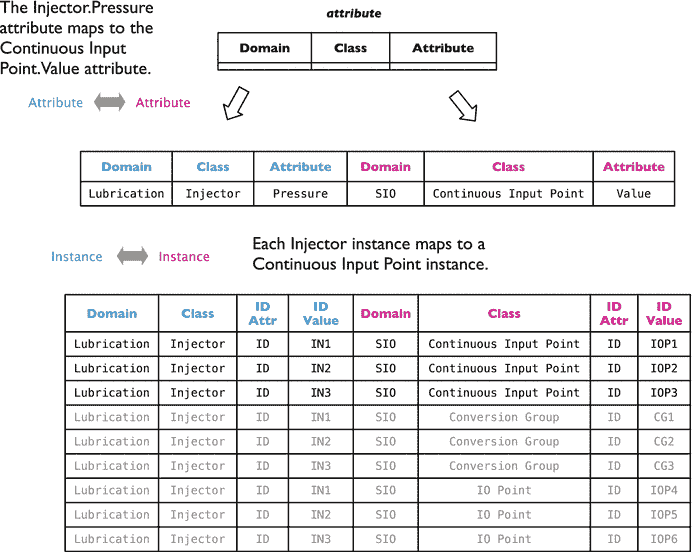 The Injector.Pressure
attribute maps to the
Continuous Input
Point.Value attribute.
attribute
Domain Class Attribute
Attribute Attribute
Domain Class Attribute Domain Class Attribute
Lubrication Injector Pressure SIO Continuous Input Point Value
Each Injector instance maps to a
Continuous Input Point instance.
Instance Instance
Domain Class ID Attr ID Value Domain Class ID Attr ID Value
Lubrication Injector ID IN1 SIO Continuous Input Point ID IOP1
Lubrication Injector ID IN2 SIO Continuous Input Point ID IOP2
Lubrication Injector ID IN3 SIO Continuous Input Point ID IOP3
Lubrication Injector ID IN1 SIO Conversion Group ID CG1
Lubrication Injector ID IN2 SIO Conversion Group ID CG2
Lubrication Injector ID IN3 SIO Conversion Group ID CG3
Lubrication Injector ID IN1 SIO IO Point ID IOP4
Lubrication Injector ID IN2 SIO IO Point ID IOP5
Lubrication Injector ID IN3 SIO IO Point ID IOP6